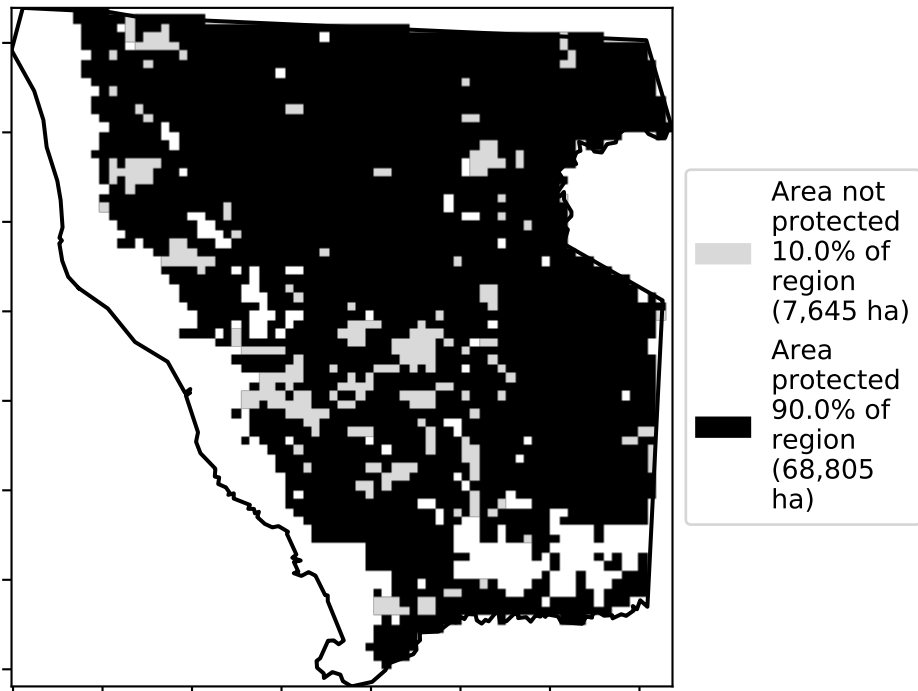 Area not
protected
10.0% of
region
(7,645 ha)
Area
protected
90.0% of
region
(68,805
ha)